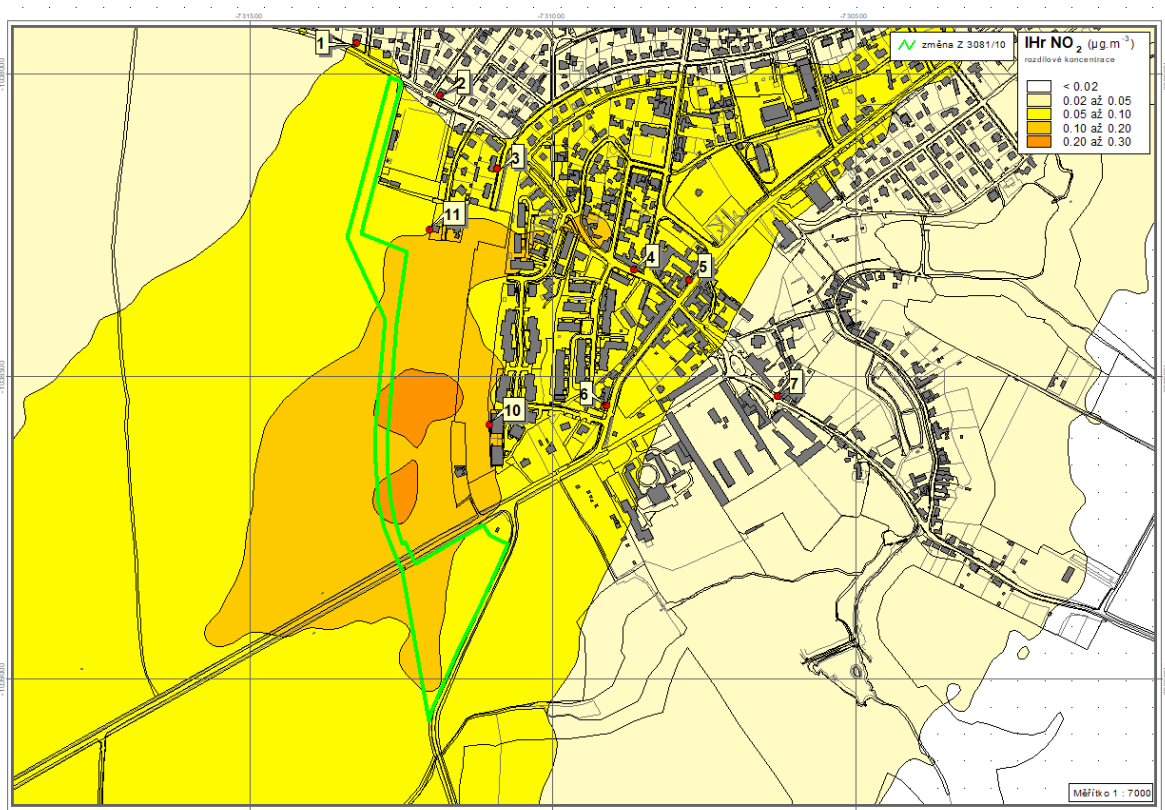 -731500
-731000
-730500
změna Z 3081/10
IHr NO 2 (µg.m -3)
rozdílové koncentrace
< 0.02
0.02 až 0.05
0.05 až 0.10
0.10 až 0.20
0.20 až 0.30
1
2
3
11
4
5
6
7
10
Měřítko 1 : 7000